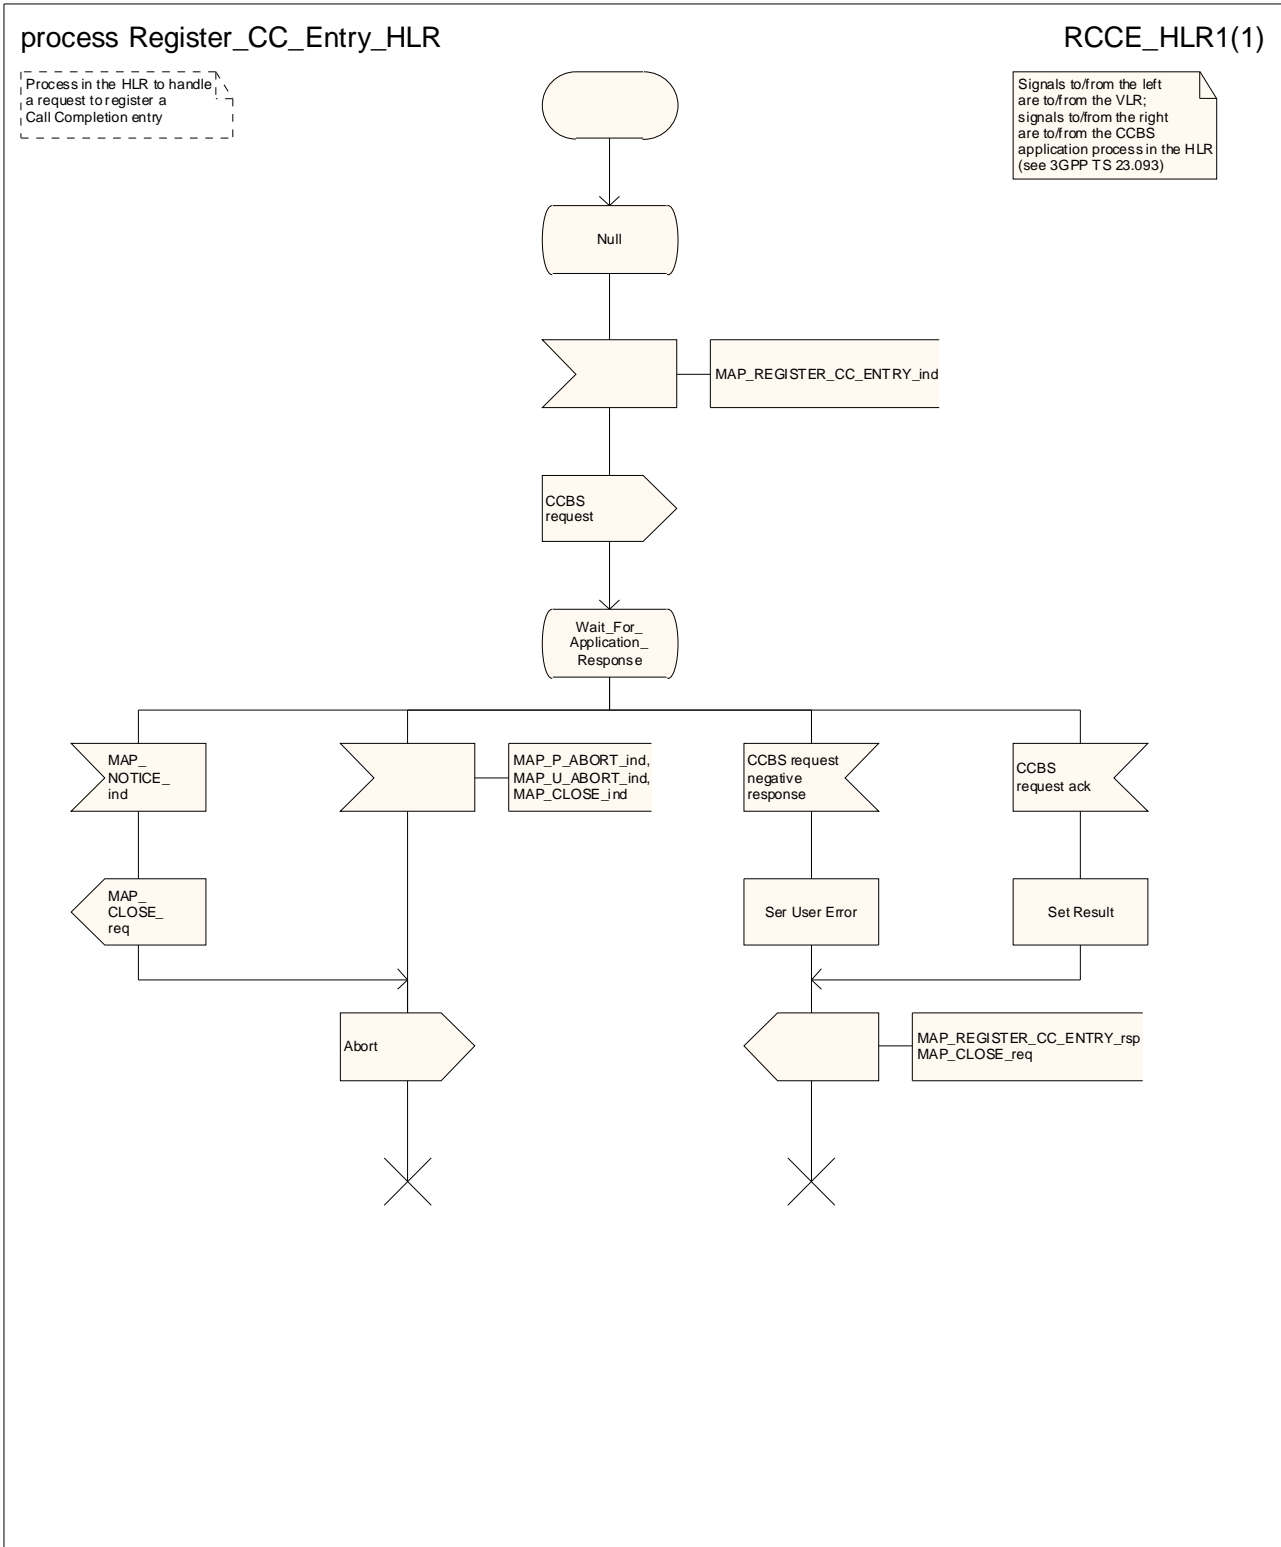 process Register_CC_Entry_HLR
RCCE_HLR1(1)
Process in the HLR to handle
a request to register a
Call Completion entry
Signals to/from the left
are to/from the VLR;
signals to/from the right
are to/from the CCBS
application process in the HLR
(see 3GPP TS 23.093)
Null
MAP_REGISTER_CC_ENTRY_ind
CCBS
request
Wait_For_
Application_
Response
MAP_
NOTICE_
ind
MAP_P_ABORT_ind,
MAP_U_ABORT_ind,
MAP_CLOSE_ind
CCBS request
negative
response
CCBS
request ack
MAP_
CLOSE_
req
Ser User Error
Set Result
Abort
MAP_REGISTER_CC_ENTRY_rsp
MAP_CLOSE_req